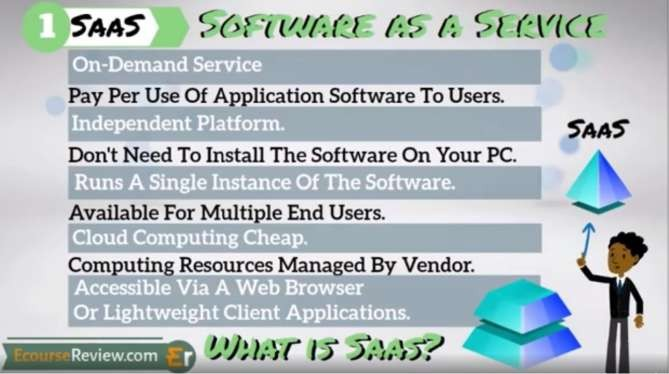 1 SaaS SOFTWARE AS A SERVICE
On-Demand Service
Pay Per Use Of Application Software To Users.
Independent Platform.
Don't Need To Install The Software On Your PC.
Runs A Single Instance Of The Software.
Available For Multiple End Users.
Cloud Computing Cheap.
Computing Resources Managed By Vendor.
Accessible Via A Web Browser
Or Lightweight Client Applications.
SaaS
EcourseReview.com Er
WHAT IS SaaS?